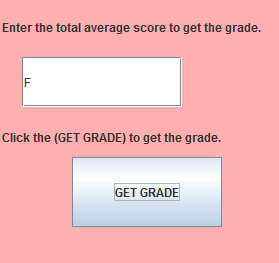 Enter the total average score to get the grade.
F
Click the (GET GRADE) to get the grade.
GET GRADE